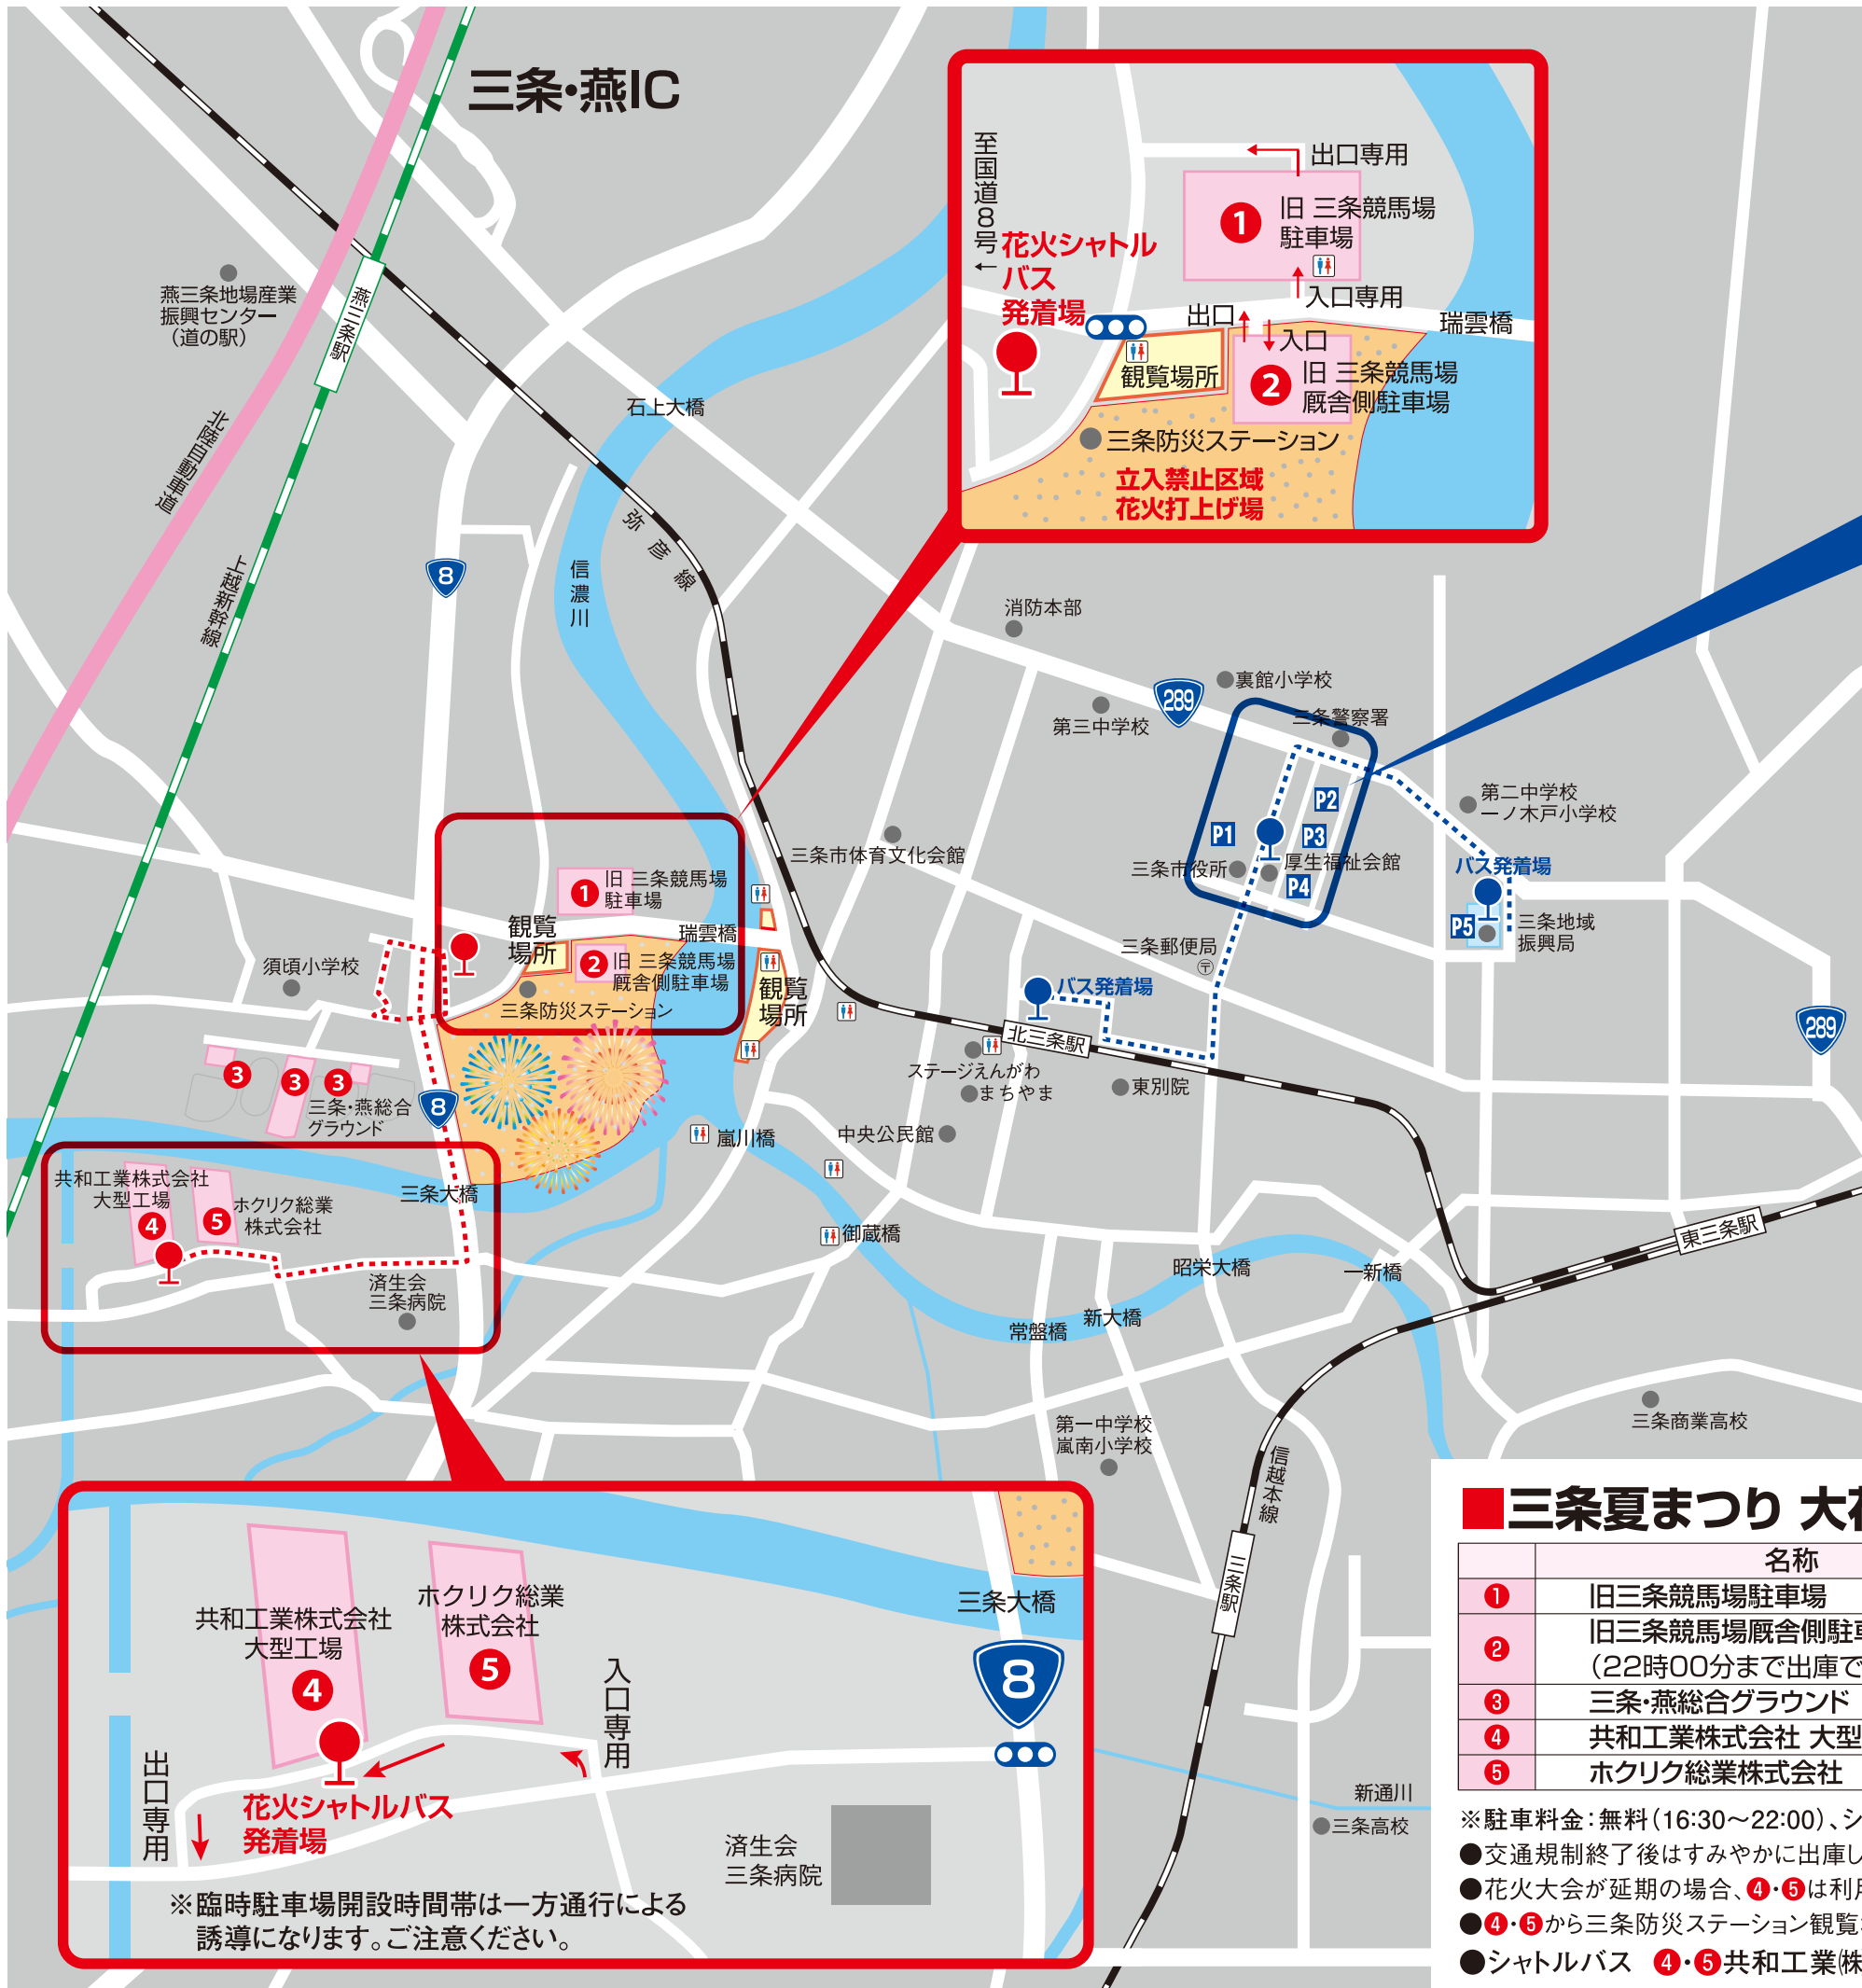 三条・燕IC
燕三条地場産業
振興センター
（道の駅）
燕三条駅
北陸自動車道
上越新幹線
8
石上大橋
弥彦線
信濃川
至国道8号←
花火シャトル
バス
発着場
出口専用
1
旧 三条競馬場
駐車場
入口専用
出口
入口
瑞雲橋
観覧場所
2
旧 三条競馬場
厩舎側駐車場
三条防災ステーション
立入禁止区域
花火打上げ場
消防本部
裏館小学校
第三中学校
289
三条警察署
第二中学校
一ノ木戸小学校
P1
P2
P3
P4
三条市役所
厚生福祉会館
バス発着場
P5
三条地域
振興局
三条市体育文化会館
三条郵便局
〒
バス発着場
289
1
旧 三条競馬場
駐車場
観覧
場所
瑞雲橋
2
旧 三条競馬場
厩舎側駐車場
三条防災ステーション
観覧
場所
須頃小学校
3
3
3
三条・燕総合
グラウンド
8
北三条駅
ステージえんがわ
まちやま
東別院
中央公民館
嵐川橋
三条大橋
共和工業株式会社
大型工場
4
5
ホクリク総業
株式会社
済生会
三条病院
御蔵橋
昭栄大橋
一新橋
東三条駅
常盤橋
新大橋
第一中学校
嵐南小学校
三条商業高校
信越本線
三条駅
新通川
三条高校
共和工業株式会社
大型工場
4
ホクリク総業
株式会社
5
三条大橋
8
入口専用
出口専用
花火シャトルバス
発着場
済生会
三条病院
※臨時駐車場開設時間帯は一方通行による
誘導になります。ご注意ください。
■三条夏まつり 大
名称
1 旧三条競馬場駐車場
2 旧三条競馬場厩舎側駐
（22時00分まで出庫で
3 三条・燕総合グラウンド
4 共和工業株式会社 大型
5 ホクリク総業株式会社
※駐車料金：無料（16:30～22:00）、シ
●交通規制終了後はすみやかに出庫し
●花火大会が延期の場合、4・5は利
●4・5から三条防災ステーション観覧
●シャトルバス 4・5共和工業㈱